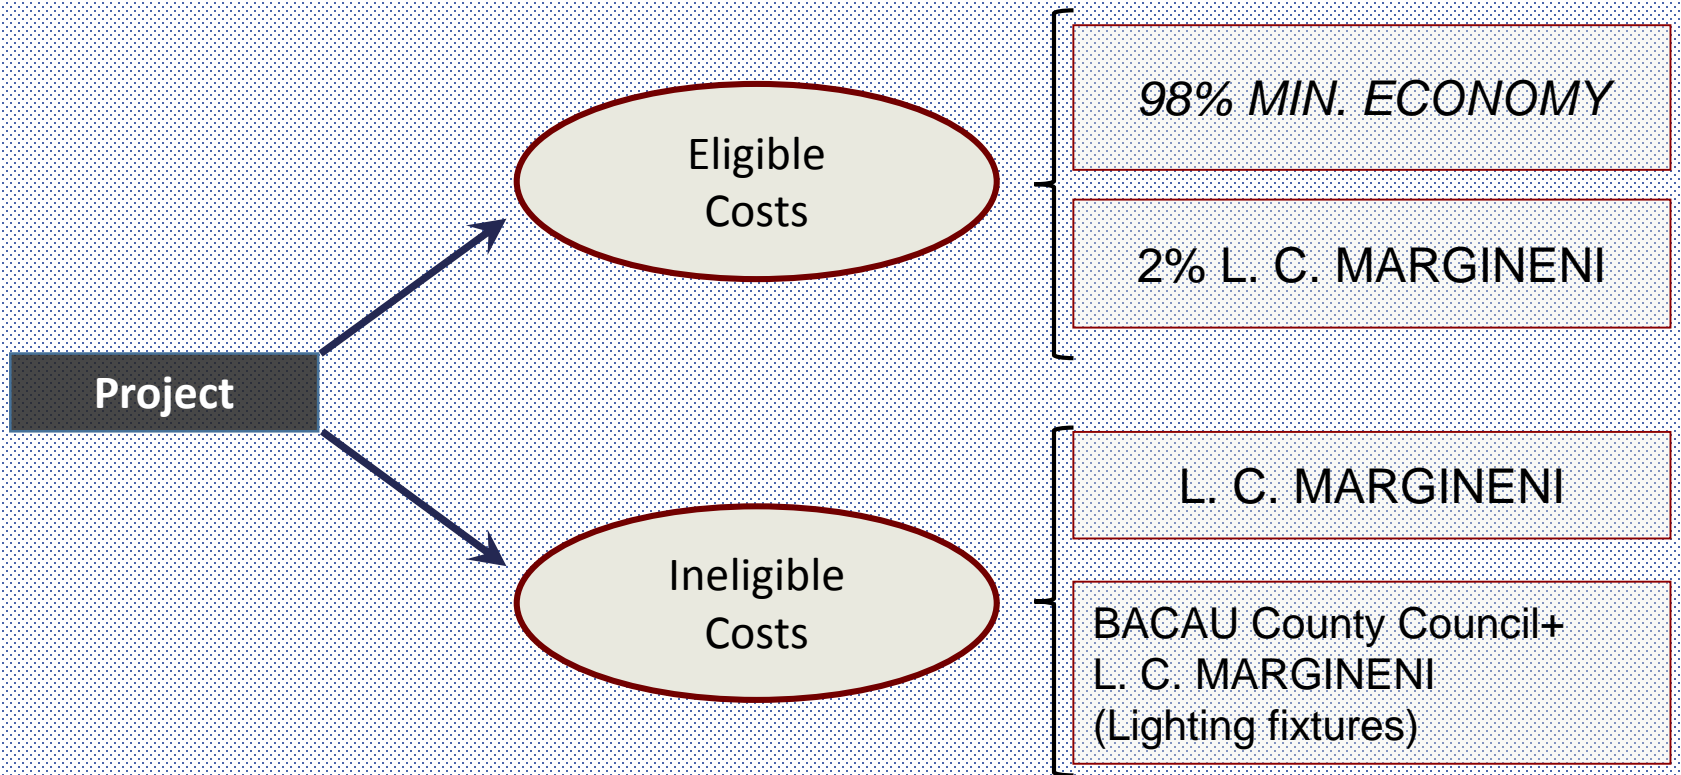 Project
Eligible
Costs
98% MIN. ECONOMY
2% L. C. MARGINENI
Ineligible
Costs
L. C. MARGINENI
BACAU County Council+
L. C. MARGINENI
(Lighting fixtures)